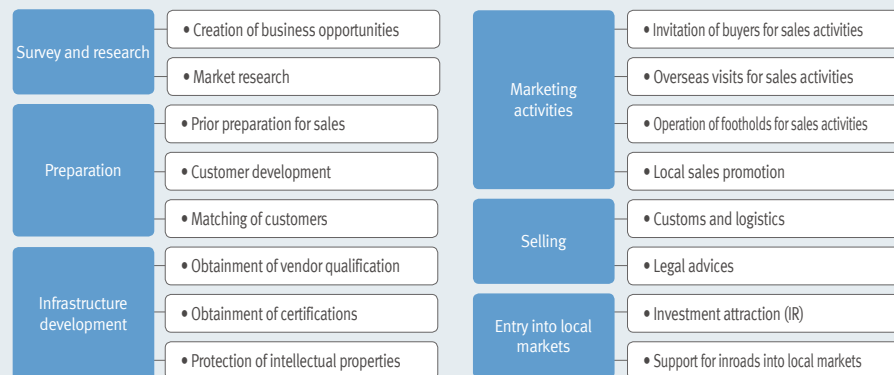 Survey and research
• Creation of business opportunities
• Market research
Preparation
• Prior preparation for sales
• Customer development
• Matching of customers
Infrastructure
development
• Obtainment of vendor qualification
• Obtainment of certifications
• Protection of intellectual properties
Marketing
activities
• Invitation of buyers for sales activities
• Overseas visits for sales activities
• Operation of footholds for sales activities
• Local sales promotion
Selling
• Customs and logistics
• Legal advices
Entry into local
markets
• Investment attraction (IR)
• Support for inroads into local markets